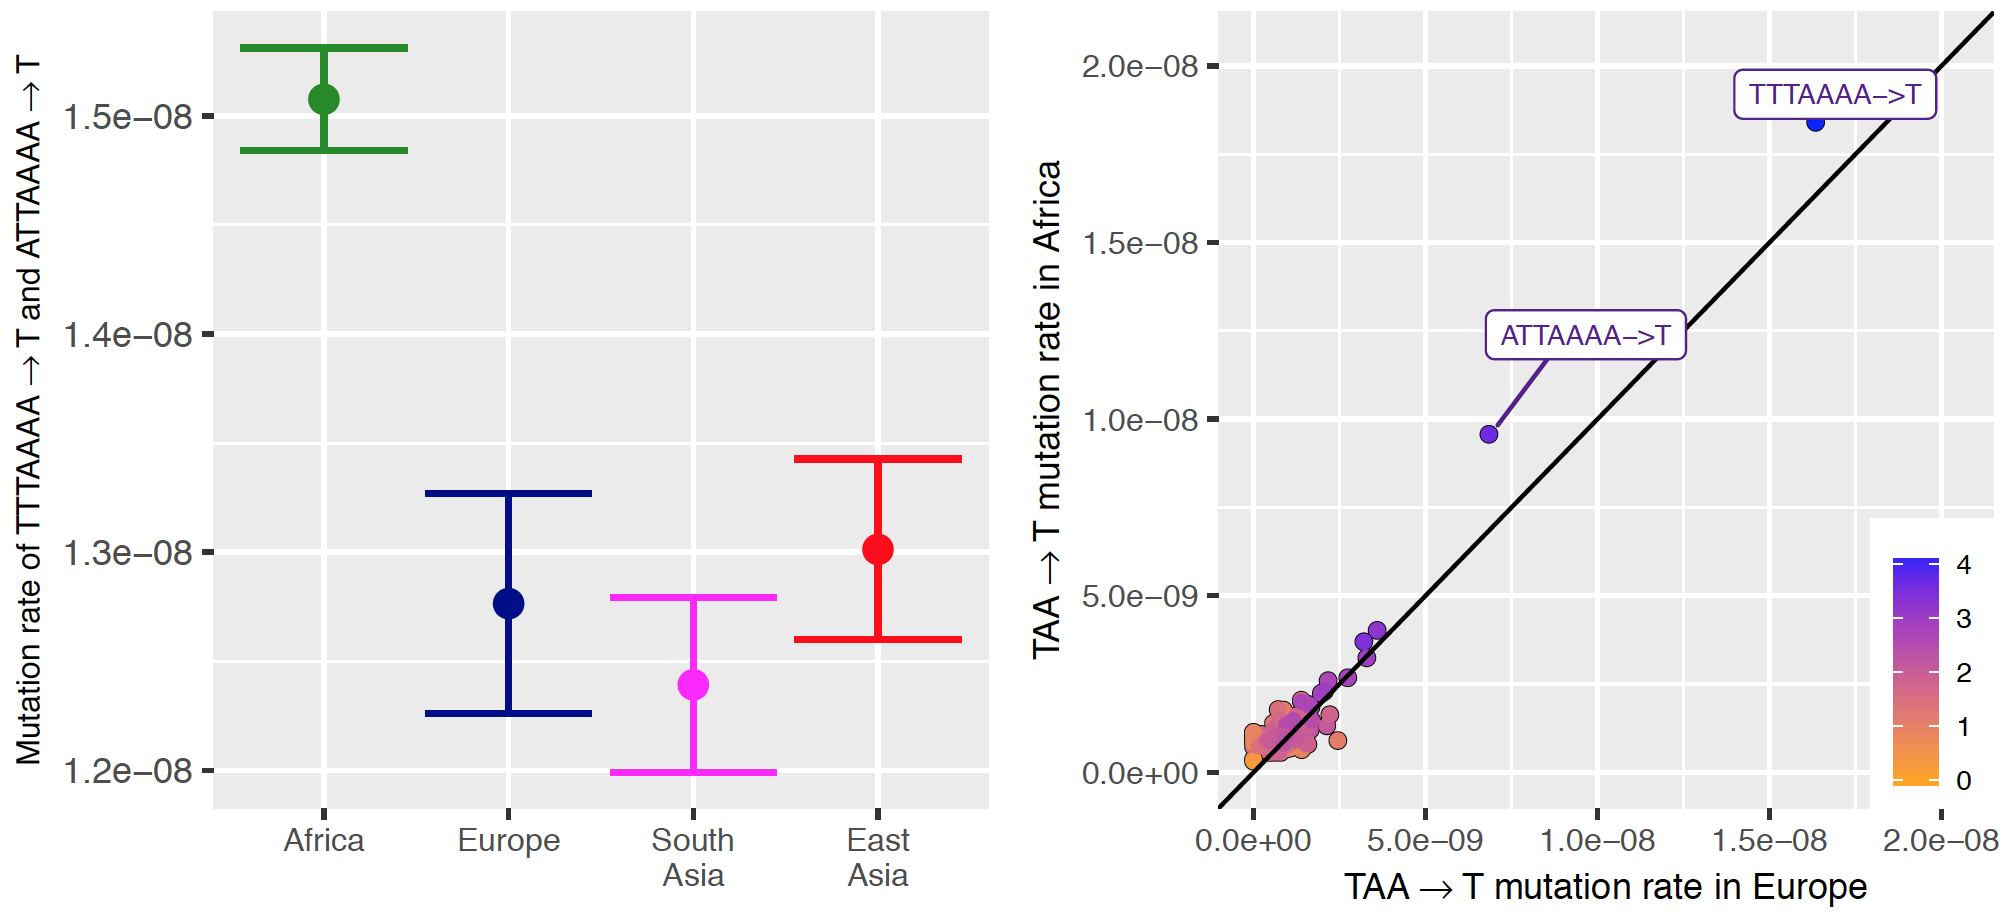 Mutation rate of TTTAAAA → T and ATTAAAA → T
1.5e−08
1.4e−08
1.3e−08
1.2e−08
Africa
Europe
South
Asia
East
Asia
TAA → T mutation rate in Africa
2.0e−08
1.5e−08
1.0e−08
5.0e−09
0.0e+00
TTTAAAA−>T
ATTAAAA−>T
4
3
2
1
0
0.0e+00
5.0e−09
1.0e−08
1.5e−08
2.0e−08
TAA → T mutation rate in Europe